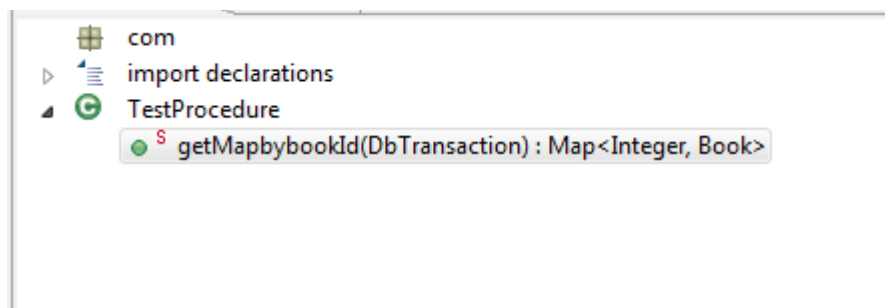 com
import declarations
C TestProcedure
S getMapbybookId(DbTransaction) : Map<Integer, Book>